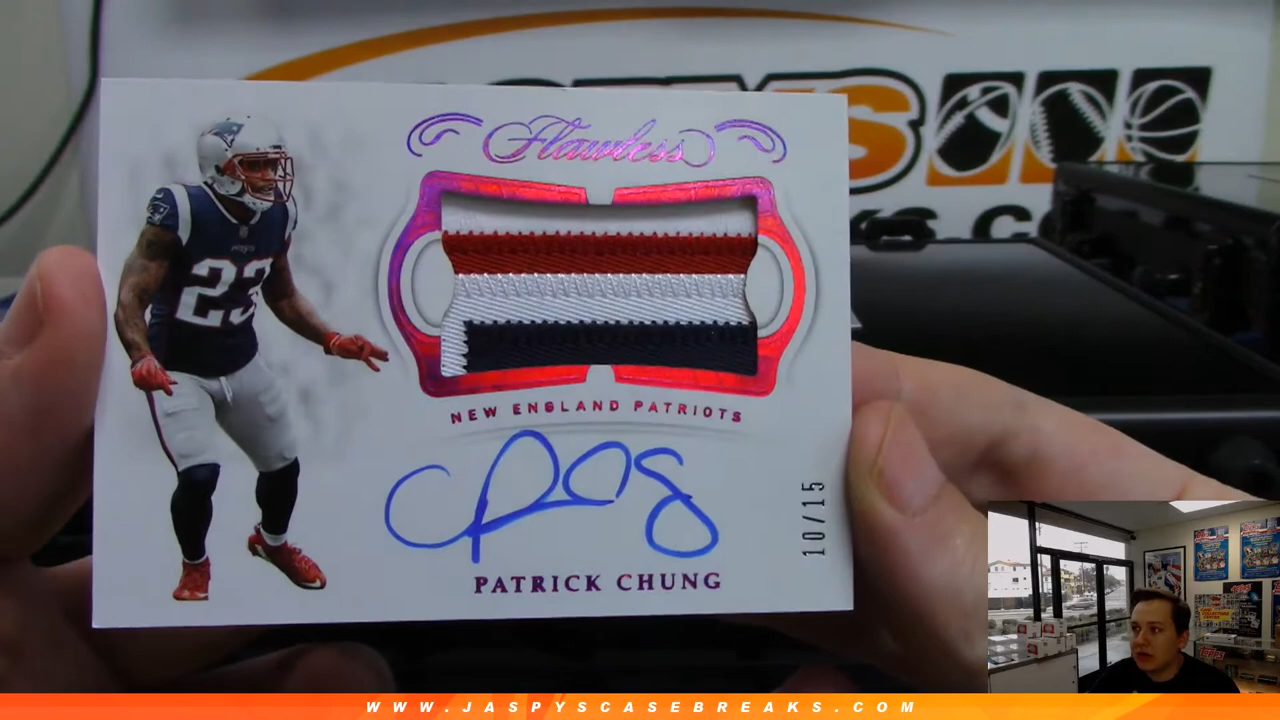 Flawless
23
NEW ENGLAND PATRIOTS
10/15
PATRICK CHUNG
WWW.JASPYSCASEBREAKS.COM